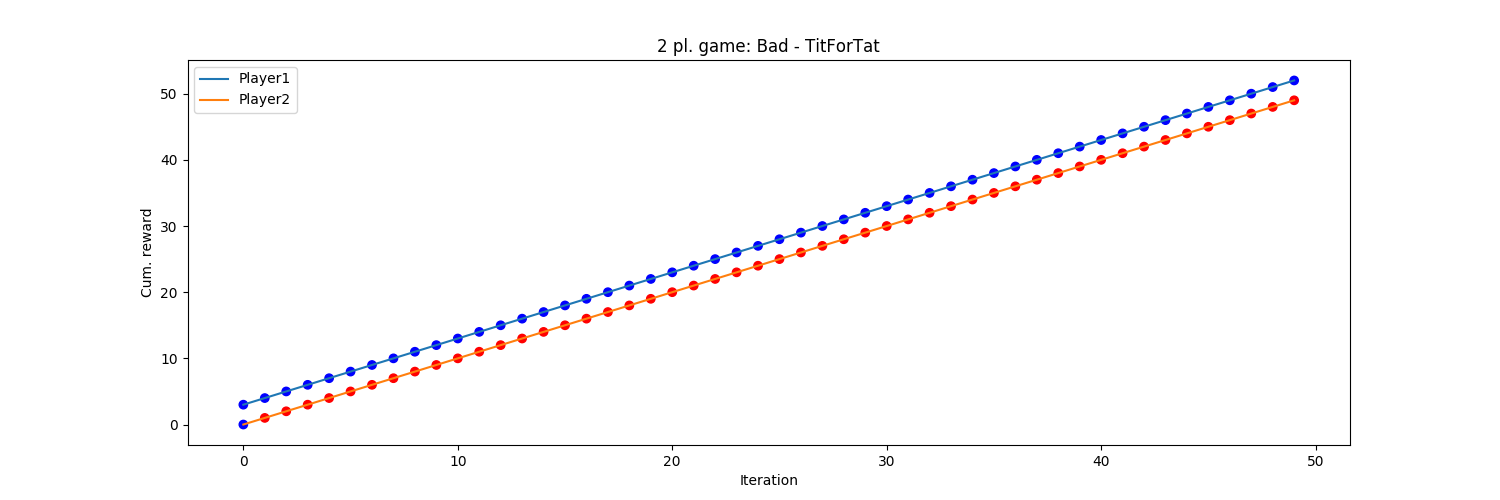 2 pl. game: Bad - TitForTat
Player1
Player2
Cum. reward
50
40
30
20
10
0
0 10 20 30 40 50
Iteration